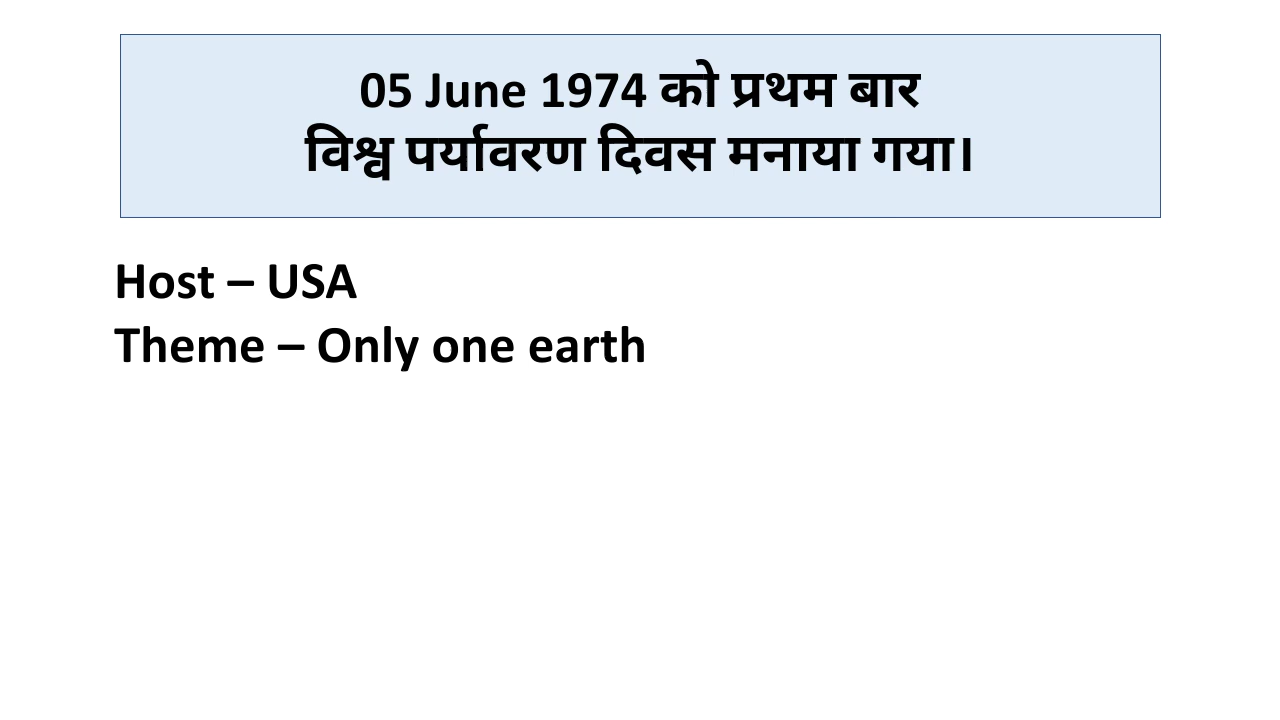 05 June 1974 को प्रथम बार
विश्व पर्यावरण दिवस मनाया गया।
Host – USA
Theme – Only one earth